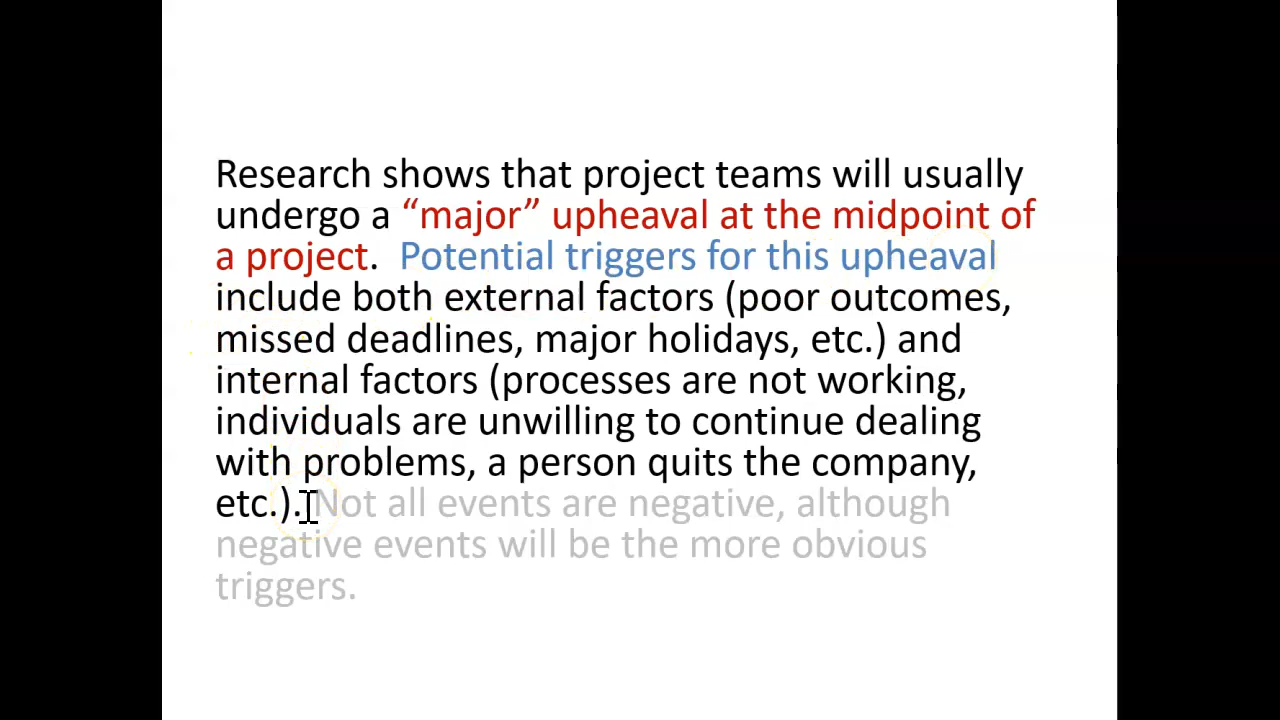 Research shows that project teams will usually
undergo a “major” upheaval at the midpoint of
a project.  Potential triggers for this upheaval
include both external factors (poor outcomes,
missed deadlines, major holidays, etc.) and
internal factors (processes are not working,
individuals are unwilling to continue dealing
with problems, a person quits the company,
etc.). Not all events are negative, although
negative events will be the more obvious
triggers.